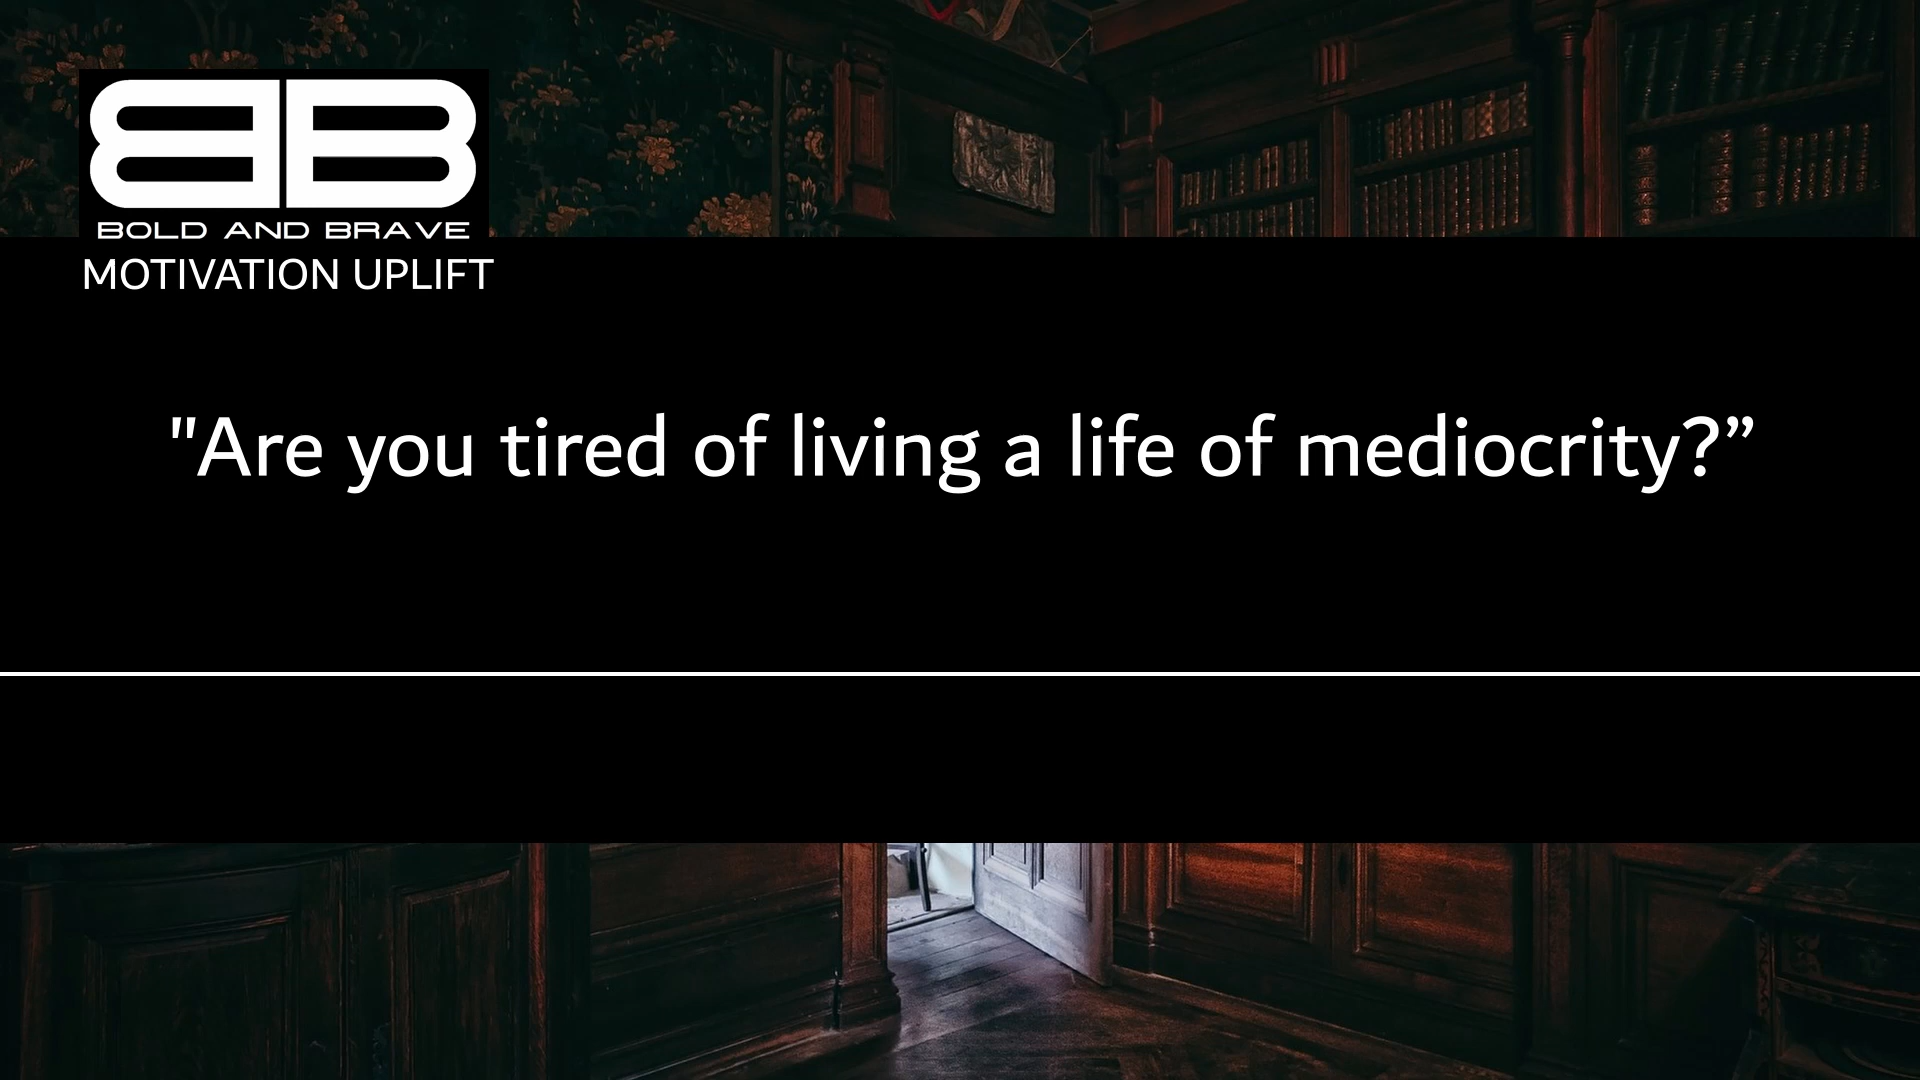 BB
BOLD AND BRAVE
MOTIVATION UPLIFT
"Are you tired of living a life of mediocrity?”